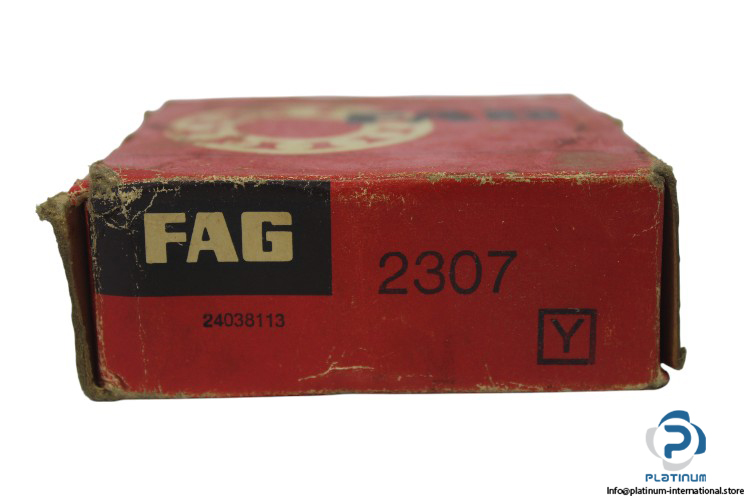 FAG
2307
24038113
Y
PLATINUM
Info@platinum-international.store